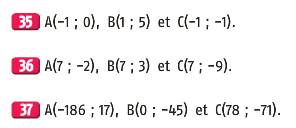 35 A(-1 ; 0), B(1 ; 5) et C(-1 ; -1).
36 A(7 ; -2), B(7 ; 3) et C(7 ; -9).
37 A(-186 ; 17), B(0 ; -45) et C(78 ; -71).